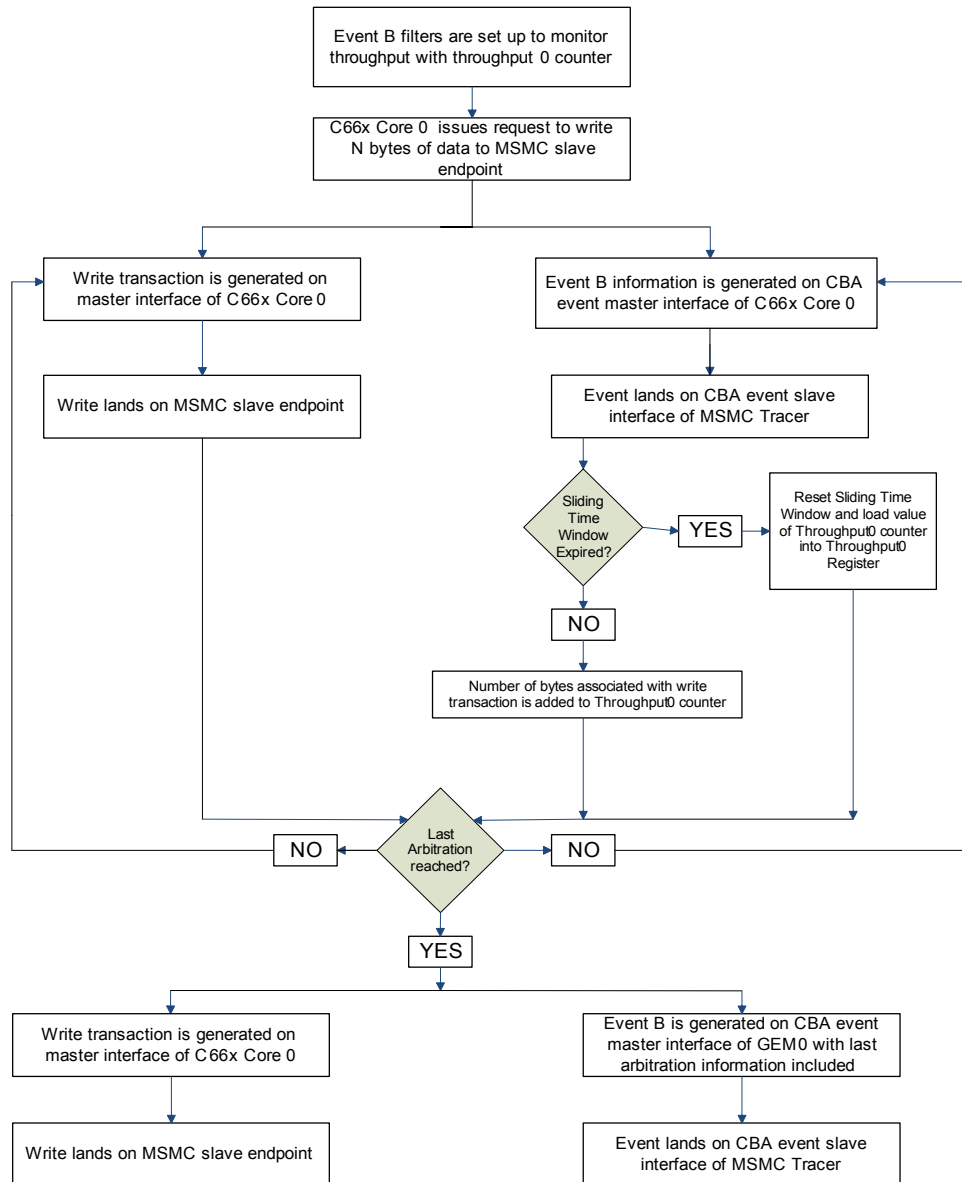 Event B filters are set up to monitor
throughput with throughput 0 counter
C66x Core 0 issues request to write
N bytes of data to MSMC slave
endpoint
Write transaction is generated on
master interface of C66x Core 0
Event B information is generated on CBA
event master interface of C66x Core 0
Write lands on MSMC slave endpoint
Event lands on CBA event slave
interface of MSMC Tracer
Sliding
Time
Window
Expired?
YES
Reset Sliding Time
Window and load value
of Throughput0 counter
into Throughput0
Register
NO
Number of bytes associated with write
transaction is added to Throughput0 counter
Last
Arbitration
reached?
NO
NO
YES
Write transaction is generated on
master interface of C66x Core 0
Event B is generated on CBA event
master interface of GEM0 with last
arbitration information included
Write lands on MSMC slave endpoint
Event lands on CBA event slave
interface of MSMC Tracer